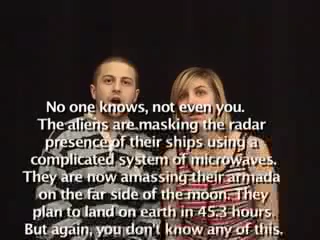 No one knows, not even you.
The aliens are masking the radar
presence of their ships using a
complicated system of microwaves.
They are now amassing their armada
on the far side of the moon. They
plan to land on earth in 45.3 hours.
But again, you don't know any of this.